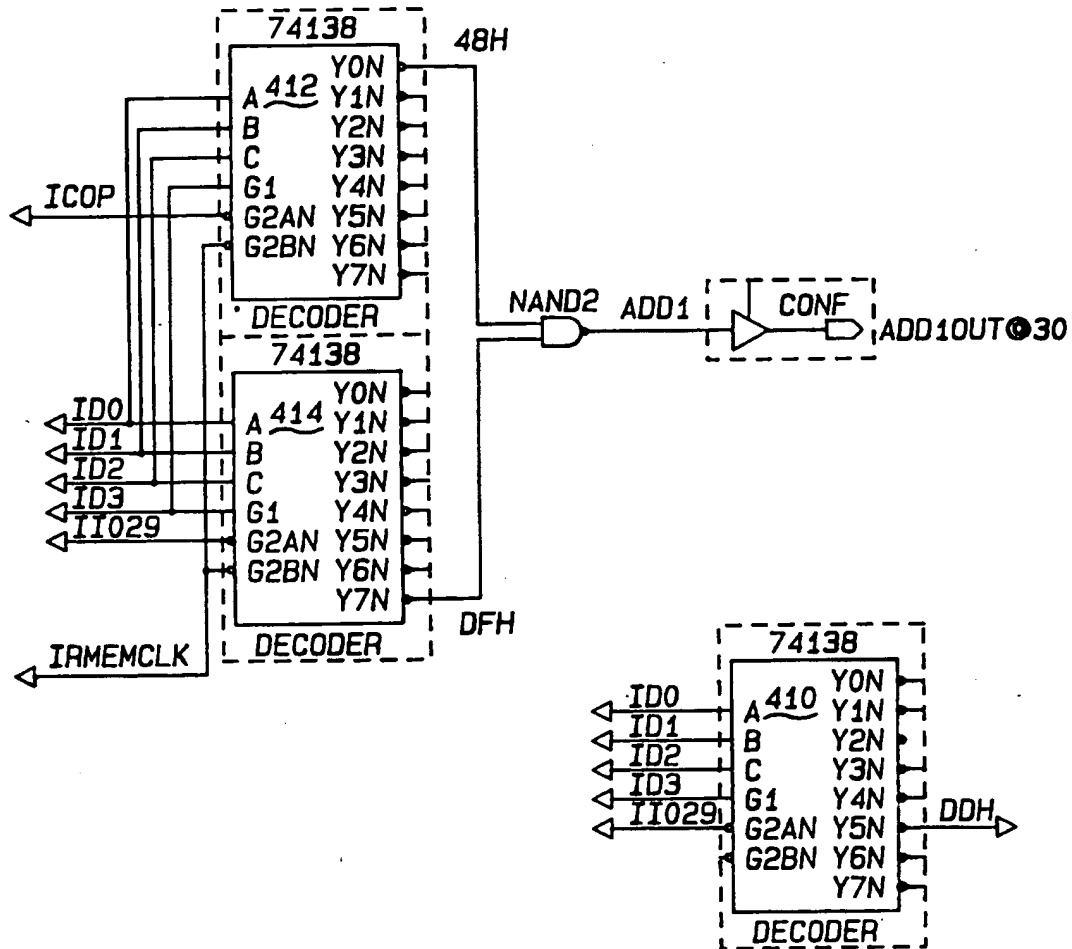 74138
48H
Y0N
A 412 Y1N
B Y2N
C Y3N
G1 Y4N
ICOP
G2AN Y5N
G2BN Y6N
Y7N
DECODER
NAND2
ADD1
CONF
ADD1OUT@30
74138
Y0N
ID0
A 414 Y1N
ID1
B Y2N
ID2
C Y3N
ID3
G1 Y4N
IIO29
G2AN Y5N
G2BN Y6N
Y7N
DFH
DECODER
IRMEMCLK
74138
Y0N
ID0
A 410 Y1N
ID1
B Y2N
ID2
C Y3N
ID3
G1 Y4N
IIO29
G2AN Y5N
DDH
G2BN Y6N
Y7N
DECODER